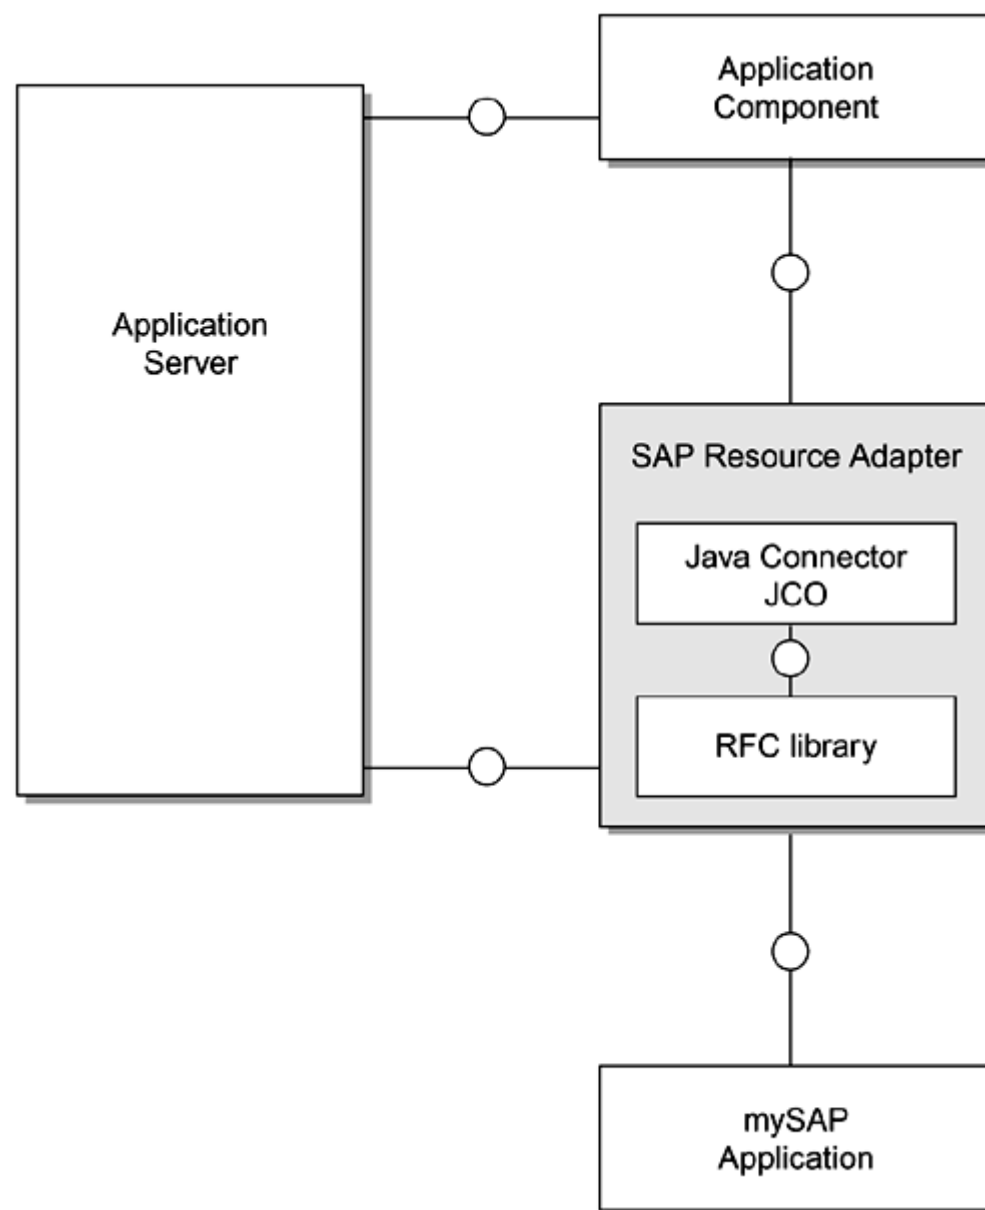 Application
Component
Application
Server
SAP Resource Adapter
Java Connector
JCO
RFC library
mySAP
Application